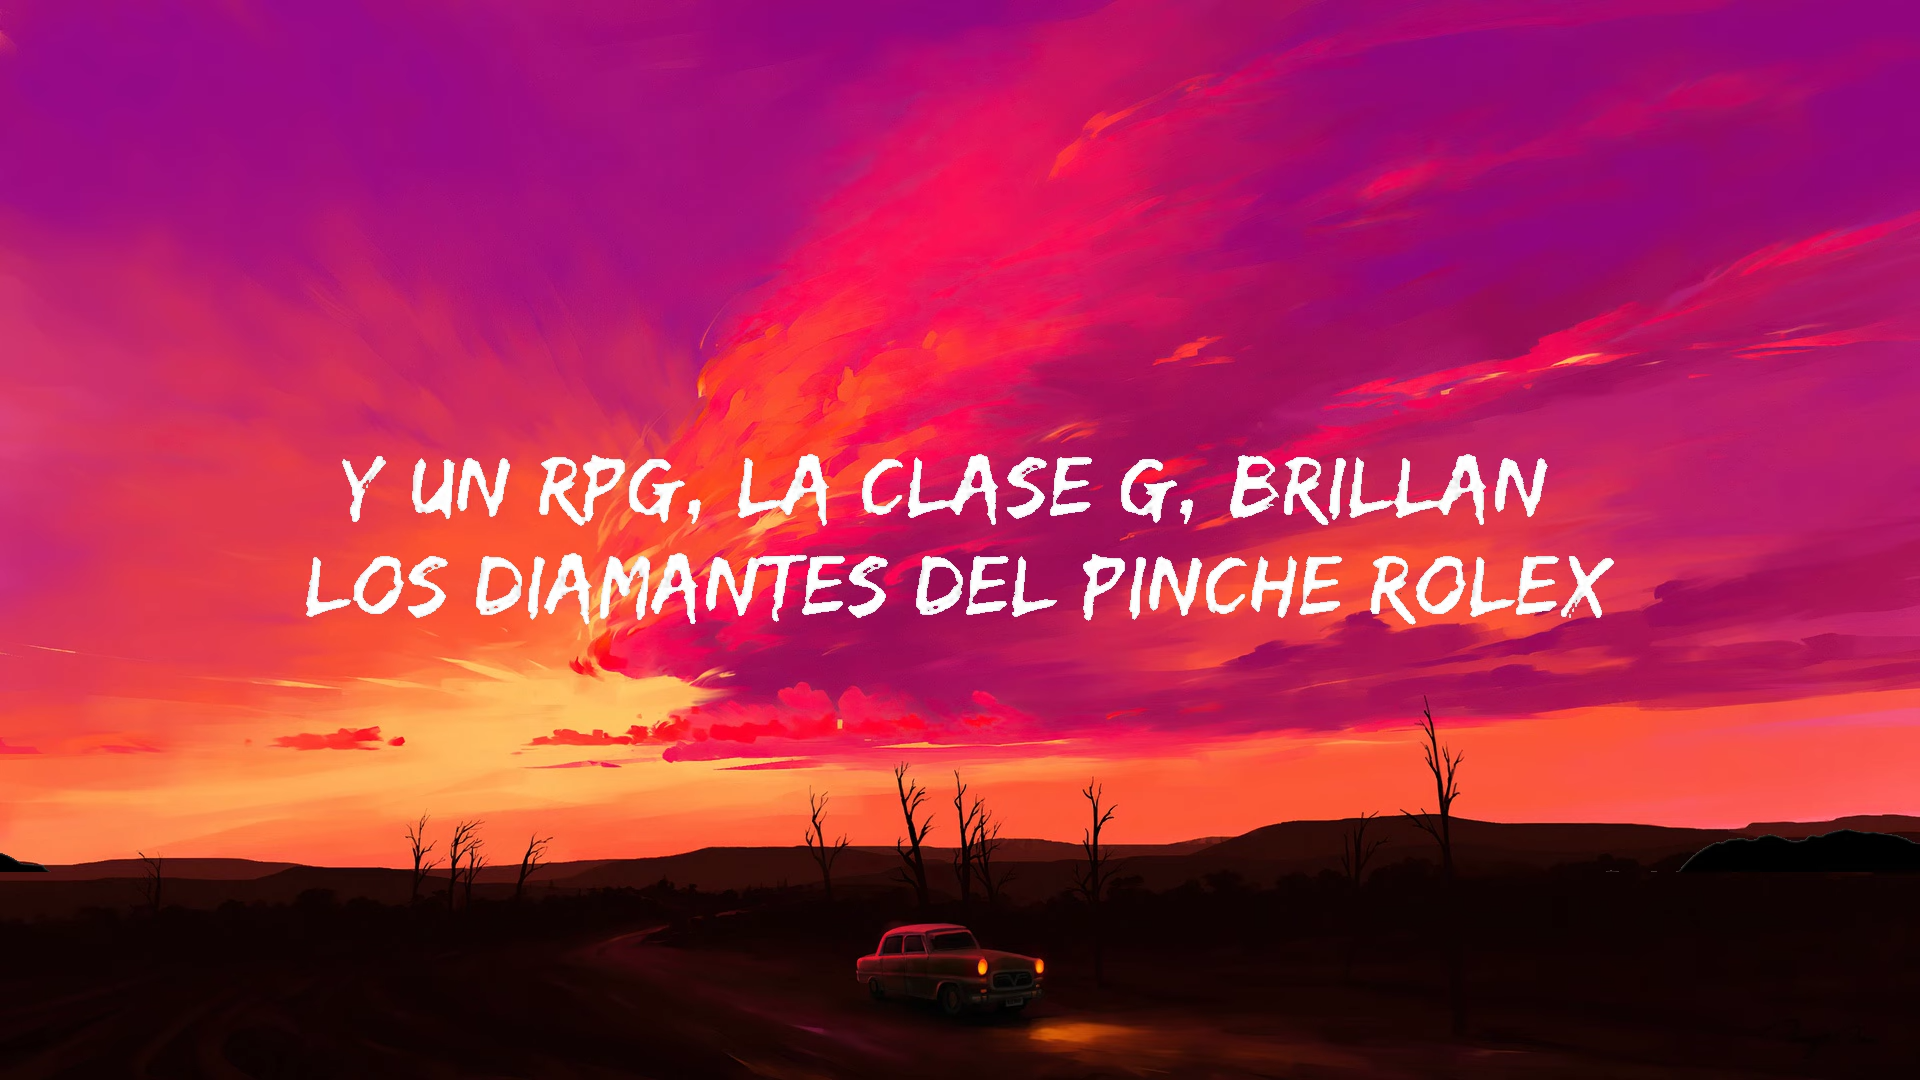 Y UN RPG, LA CLASE G, BRILLAN
LOS DIAMANTES DEL PINCHE ROLEX